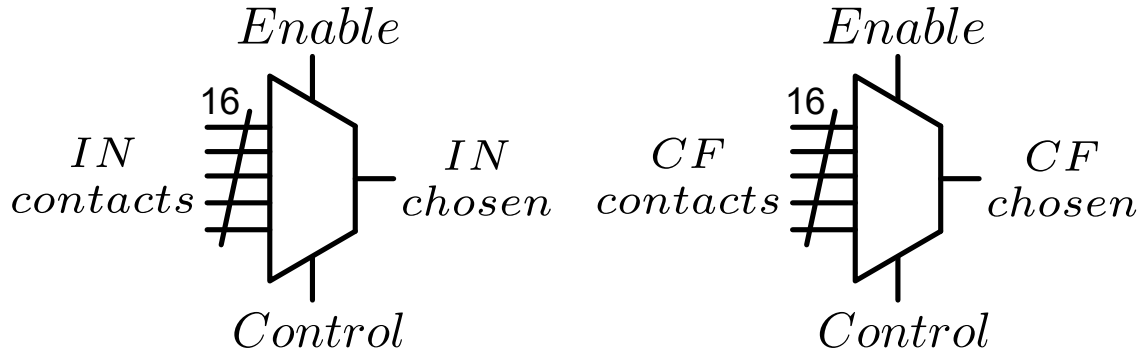 Enable
16
IN
contacts
IN
chosen
Control
Enable
16
CF
contacts
CF
chosen
Control